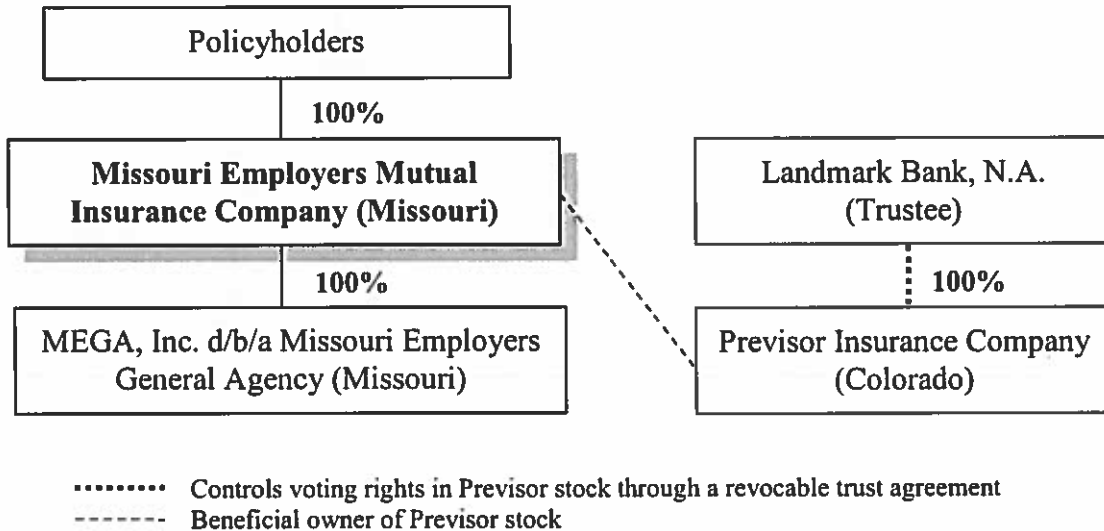 Policyholders
100%
Missouri Employers Mutual
Insurance Company (Missouri)
Landmark Bank, N.A.
(Trustee)
100%
100%
MEGA, Inc. d/b/a Missouri Employers
General Agency (Missouri)
Previsor Insurance Company
(Colorado)
Controls voting rights in Previsor stock through a revocable trust agreement
Beneficial owner of Previsor stock